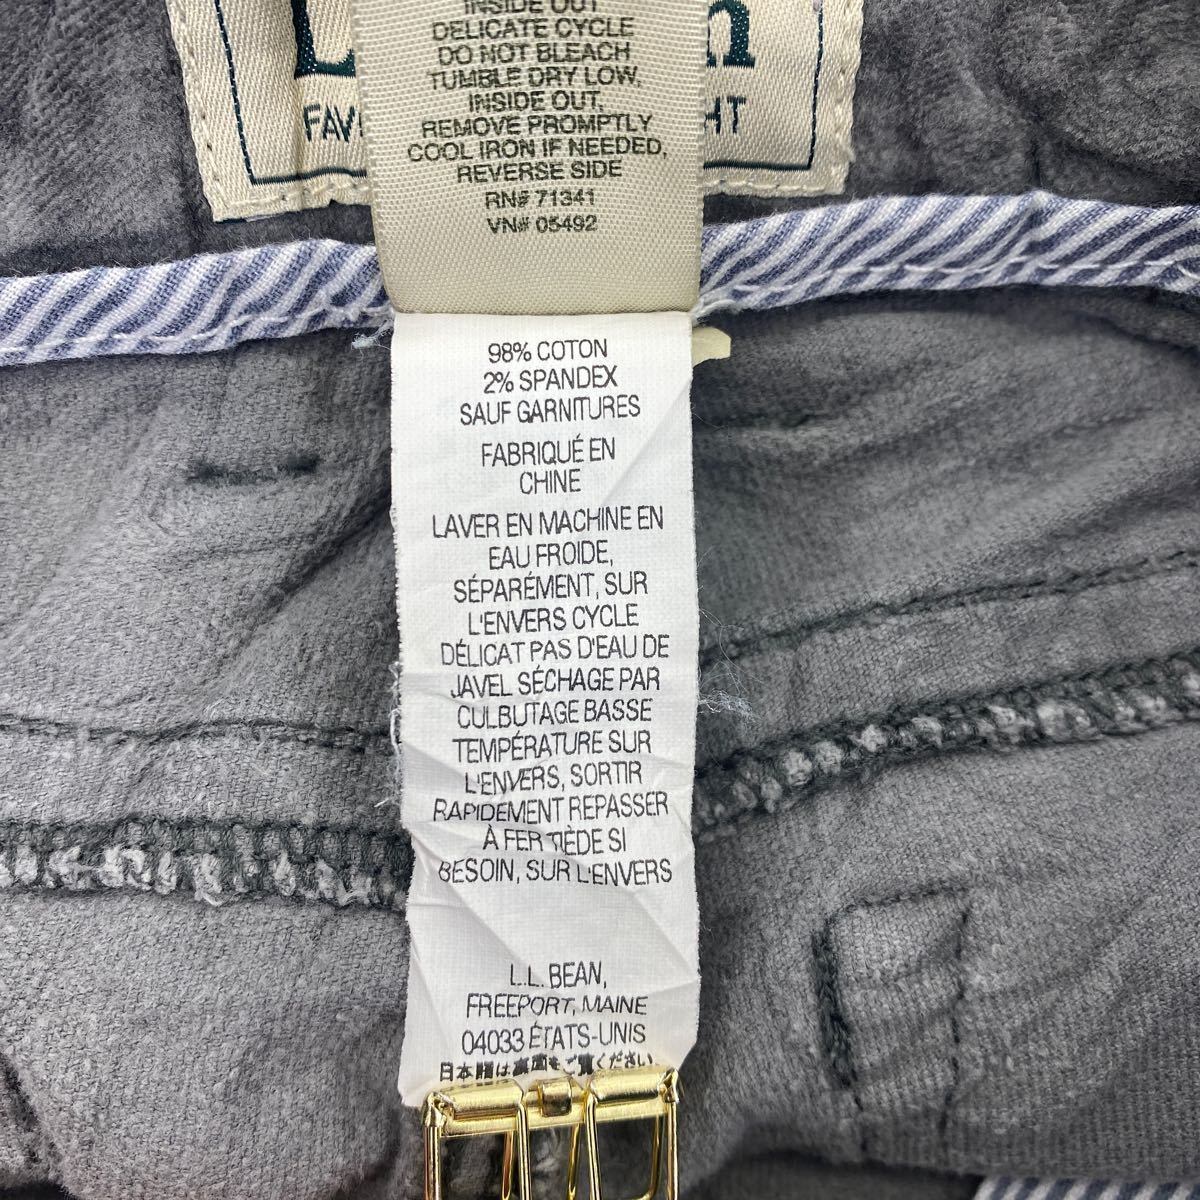 INSIDE OUT
DELICATE CYCLE
DO NOT BLEACH
TUMBLE DRY LOW,
INSIDE OUT,
REMOVE PROMPTLY
COOL IRON IF NEEDED,
REVERSE SIDE
RN# 71341
VN# 05492
98% COTON
2% SPANDEX
SAUF GARNITURES
FABRIQUÉ EN
CHINE
LAVER EN MACHINE EN
EAU FROIDE,
SÉPARÉMENT, SUR
L'ENVERS CYCLE
DÉLICAT PAS D'EAU DE
JAVEL SÉCHAGE PAR
CULBUTAGE BASSE
TEMPÉRATURE SUR
L'ENVERS, SORTIR
RAPIDEMENT REPASSER
À FER TIÈDE SI
BESOIN, SUR L'ENVERS
L.L. BEAN,
FREEPORT, MAINE
04033 ÉTATS-UNIS
日本語は裏面をご覧ください。